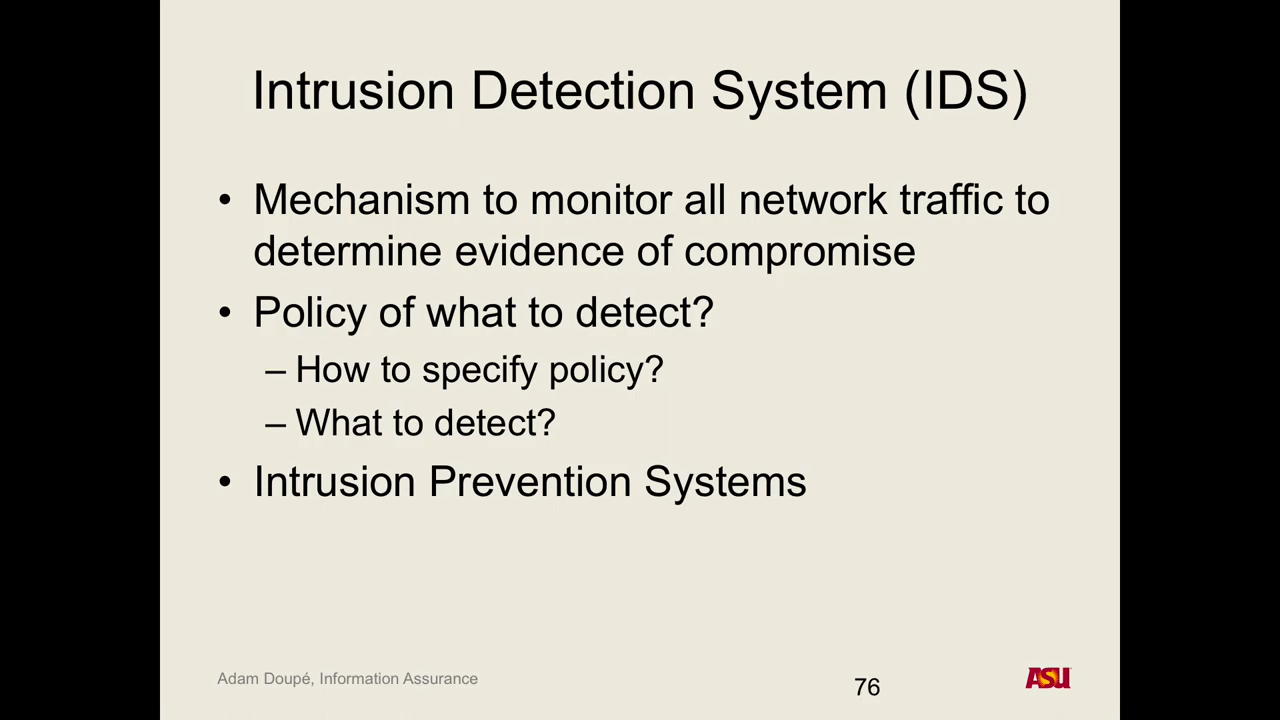 Intrusion Detection System (IDS)
• Mechanism to monitor all network traffic to
determine evidence of compromise
• Policy of what to detect?
– How to specify policy?
– What to detect?
• Intrusion Prevention Systems
Adam Doupé, Information Assurance
76
ASU